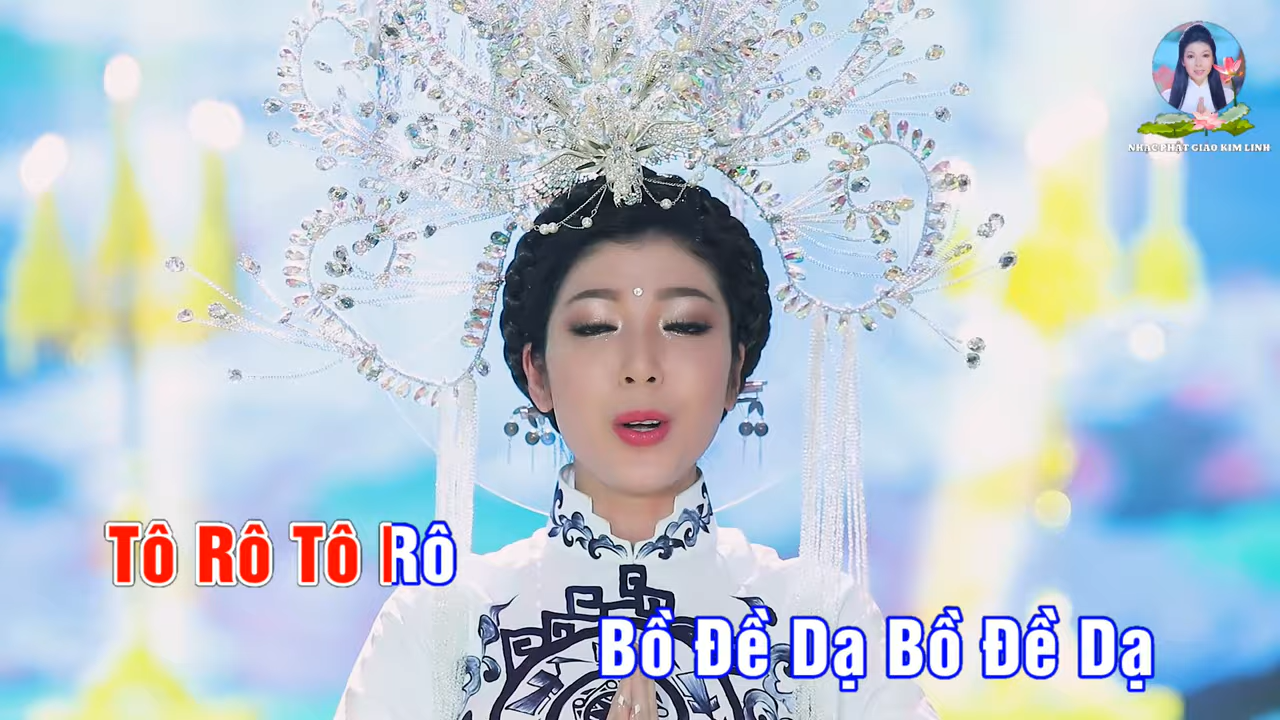 NHẠC PHẬT GIÁO KIM LINH
Tô Rô Tô Rô
Bồ Đề Dạ Bồ Đề Dạ